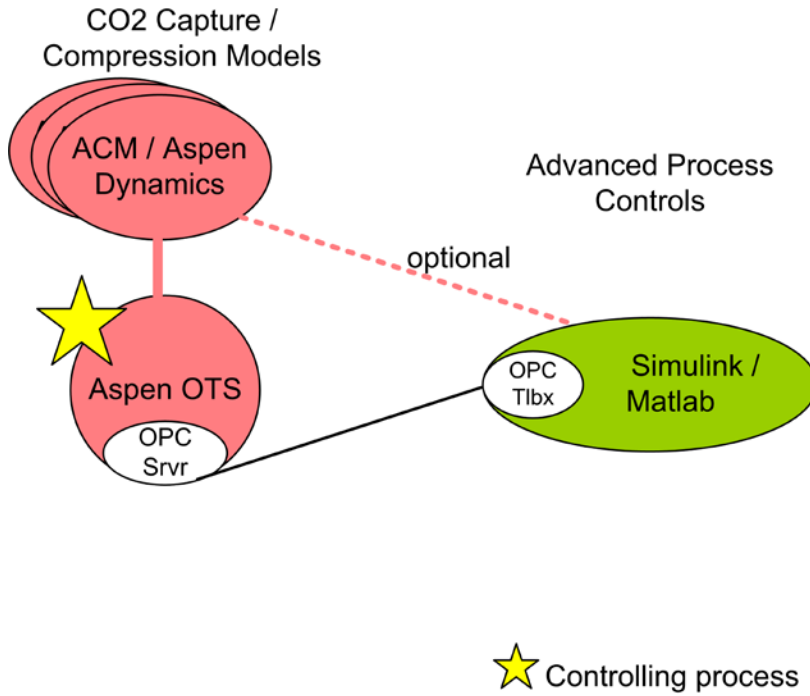 CO2 Capture /
Compression Models
ACM / Aspen
Dynamics
Advanced Process
Controls
optional
Aspen OTS
OPC
Srvr
OPC
Tlbx
Simulink /
Matlab
Controlling process